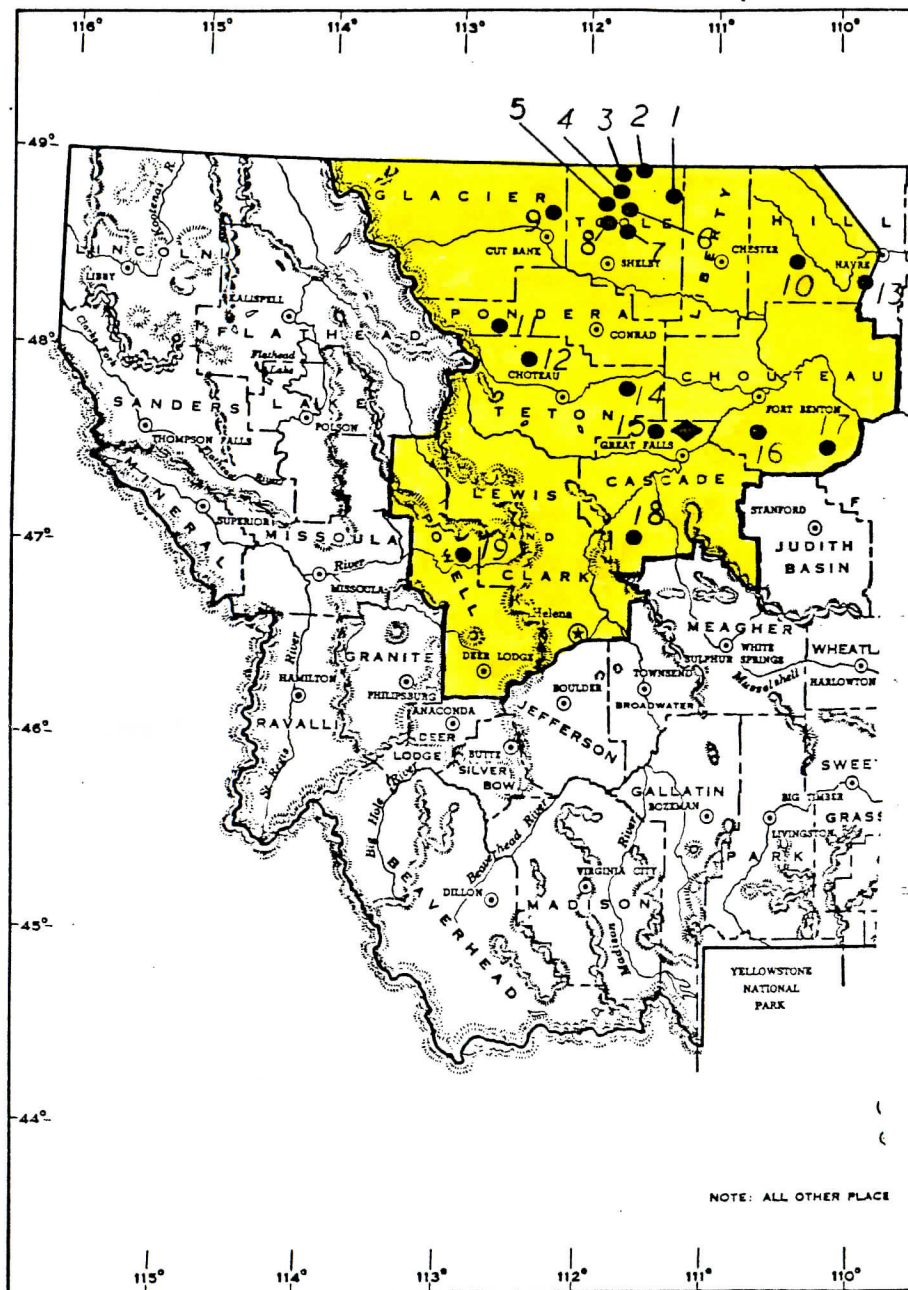 116° 115° 114° 113° 112° 111° 110°
5 4 3 2 1
49°
GLACIER
TOOLE
LIBERTY
HILL
LINCOLN
Kootenai R
9
8
7
6
CUT BANK
SHELBY
CHESTER
HAVRE
LIBBY
10
13
KALISPELL
PONDERA
FLATHEAD
11
CONRAD
48°
Clark Fork
Flathead
Lake
12
CHOTEAU
CHOUTEAU
14
SANDERS
LAKE
TETON
FORT BENTON
POLSON
THOMPSON FALLS
15
GREAT FALLS
16
17
River
MINERAL
LEWIS
CASCADE
18
STANFORD
F
47°
SUPERIOR
MISSOULA
POWELL
19
AND
CLARK
JUDITH
BASIN
River
MISSOULA
Helena
MEAGHER
GRANITE
DEER LODGE
WHITE
SULPHUR SPRINGS
WHEATL
River
HAMILTON
PHILIPSBURG
BOULDER
TOWNSEND
BROADWATER
Musselshell
HARLOWTON
46°
RAVALLI
ANACONDA
DEER
LODGE
BUTTE
SILVER
BOW
JEFFERSON
Big Hole River
GALLATIN
BOZEMAN
SWEET
BIG TIMBER
GRASS
LIVINGSTON
PARK
Beaverhead River
River
BEAVERHEAD
VIRGINIA CITY
DILLON
MADISON
45°
Madison
YELLOWSTONE
NATIONAL
PARK
44°
NOTE: ALL OTHER PLACE
115° 114° 113° 112° 111° 110°